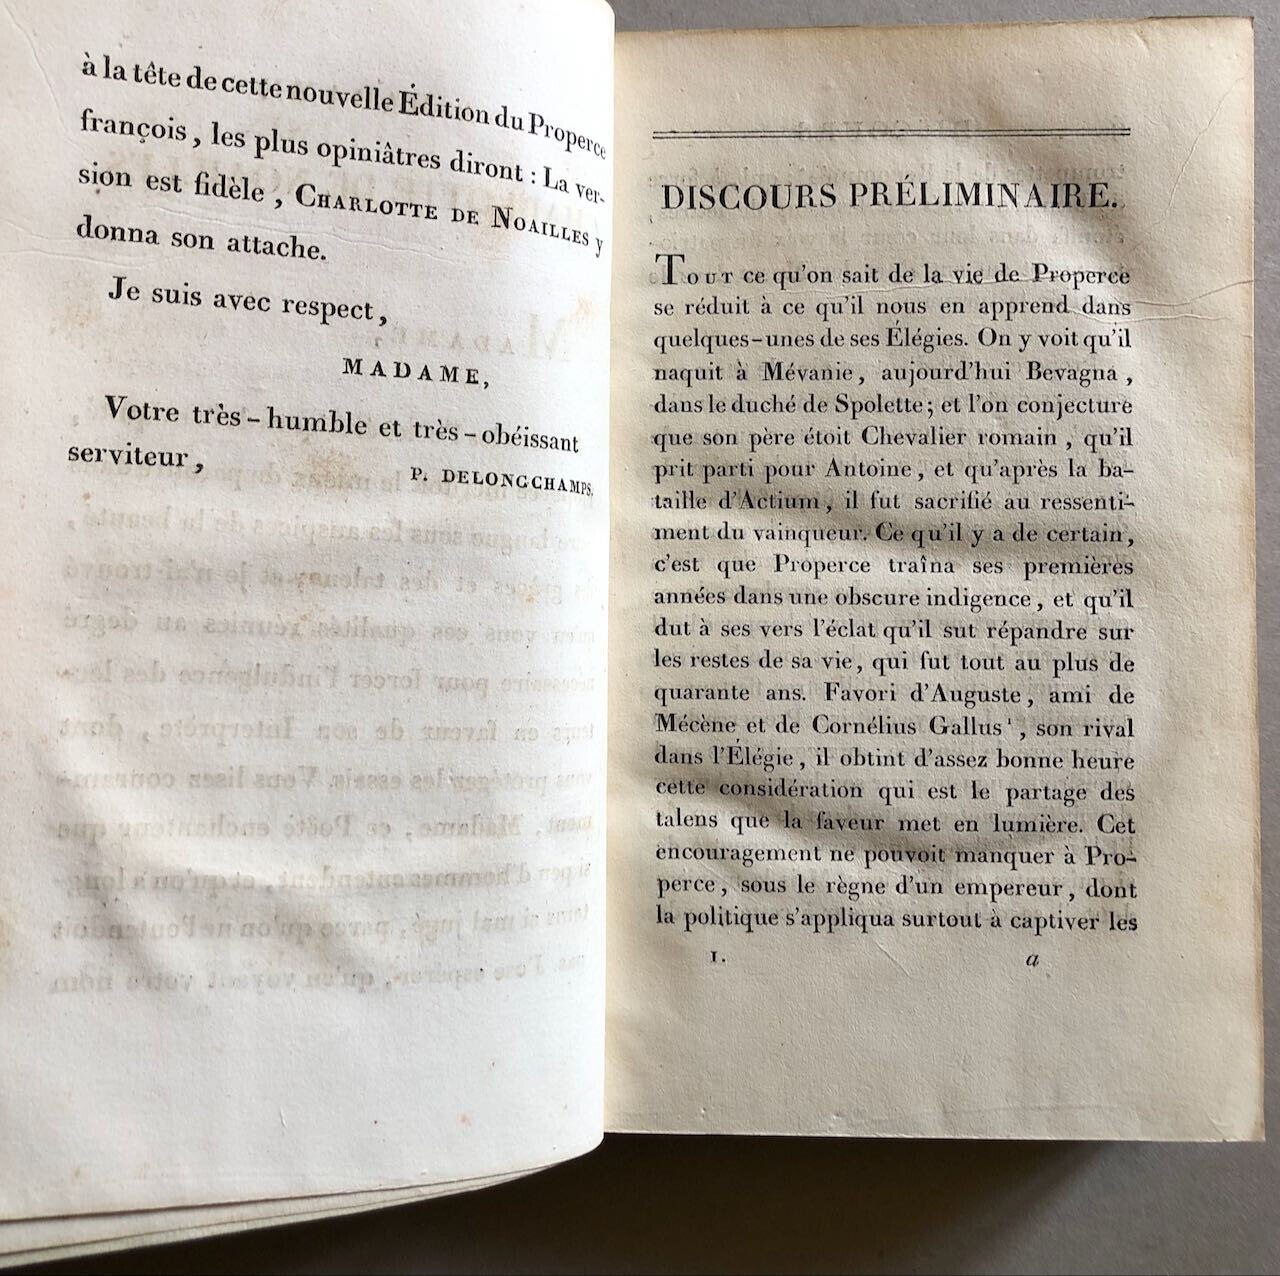 à la tête de cette nouvelle Édition du Properce
françois, les plus opiniâtres diront : La ver-
sion est fidèle, CHARLOTTE DE NOAILLES y
donna son attache.
Je suis avec respect,
MADAME,
Votre très-humble et très-obéissant
serviteur,
P. DELONGCHAMPS.
DISCOURS PRÉLIMINAIRE.
TOUT ce qu'on sait de la vie de Properce
se réduit à ce qu'il nous en apprend dans
quelques-unes de ses Élégies. On y voit qu'il
naquit à Mévanie, aujourd'hui Bevagna,
dans le duché de Spolette; et l'on conjecture
que son père étoit Chevalier romain, qu'il
prit parti pour Antoine, et qu'après la ba-
taille d'Actium, il fut sacrifié au ressenti-
ment du vainqueur. Ce qu'il y a de certain,
c'est que Properce traîna ses premières
années dans une obscure indigence, et qu'il
dut à ses vers l'éclat qu'il sut répandre sur
les restes de sa vie, qui fut tout au plus de
quarante ans. Favori d'Auguste, ami de
Mécène et de Cornélius Gallus¹, son rival
dans l'Élégie, il obtint d'assez bonne heure
cette considération qui est le partage des
talens que la faveur met en lumière. Cet
encouragement ne pouvoit manquer à Pro-
perce, sous le règne d'un empereur, dont
la politique s'appliqua surtout à captiver les
I. a